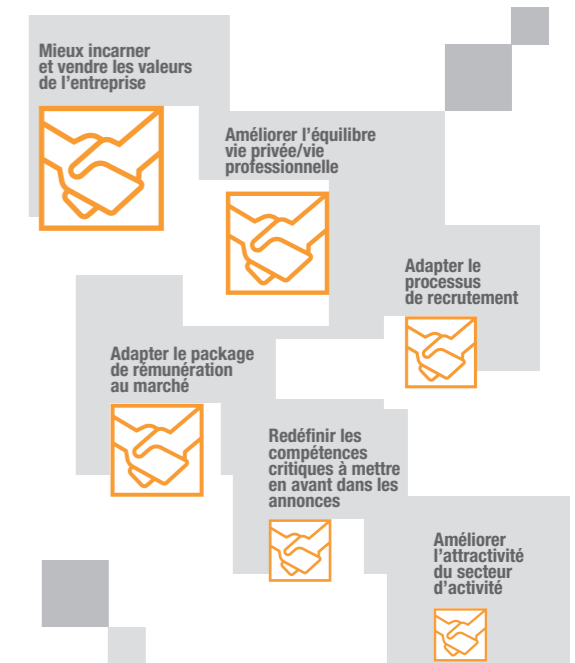 Mieux incarner
et vendre les valeurs
de l’entreprise
Améliorer l’équilibre
vie privée/vie
professionnelle
Adapter le
processus
de recrutement
Adapter le package
de rémunération
au marché
Redéfinir les
compétences
critiques à mettre
en avant dans les
annonces
Améliorer
l’attractivité
du secteur
d’activité